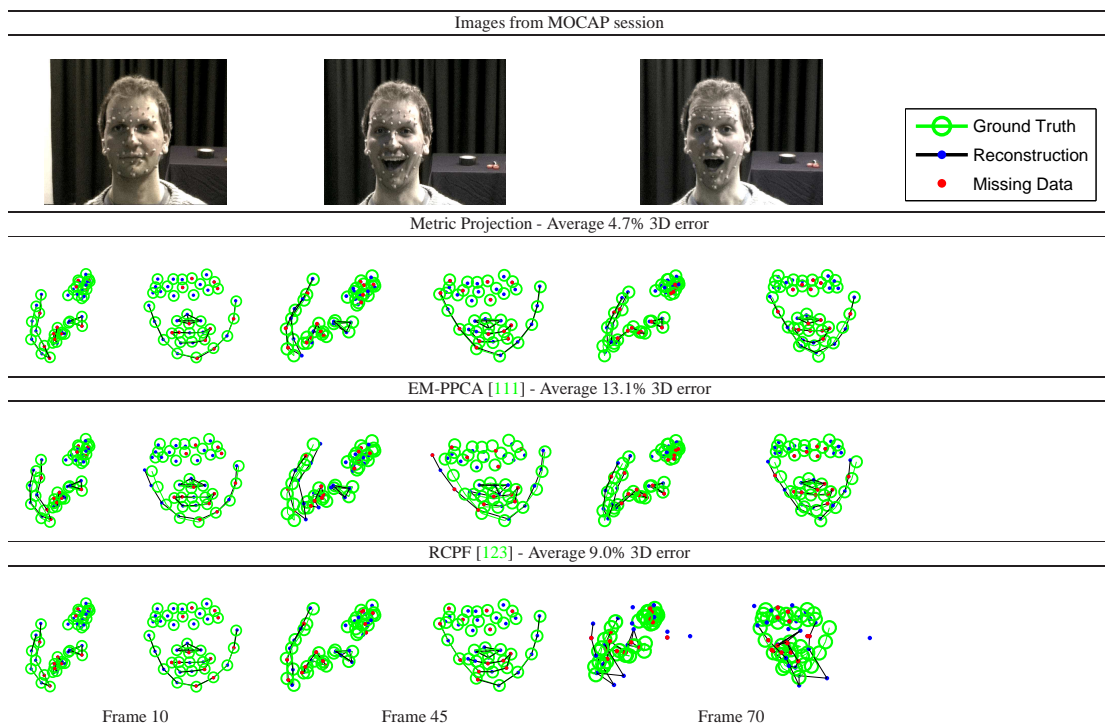 Images from MOCAP session
Ground Truth
Reconstruction
Missing Data
Metric Projection - Average 4.7% 3D error
EM-PPCA [111] - Average 13.1% 3D error
RCPF [123] - Average 9.0% 3D error
Frame 10
Frame 45
Frame 70